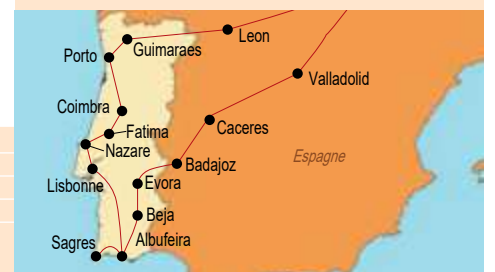 Leon
Guimaraes
Porto
Valladolid
Coimbra
Caceres
Fatima
Nazare
Espagne
Badajoz
Lisbonne
Evora
Beja
Sagres
Albufeira